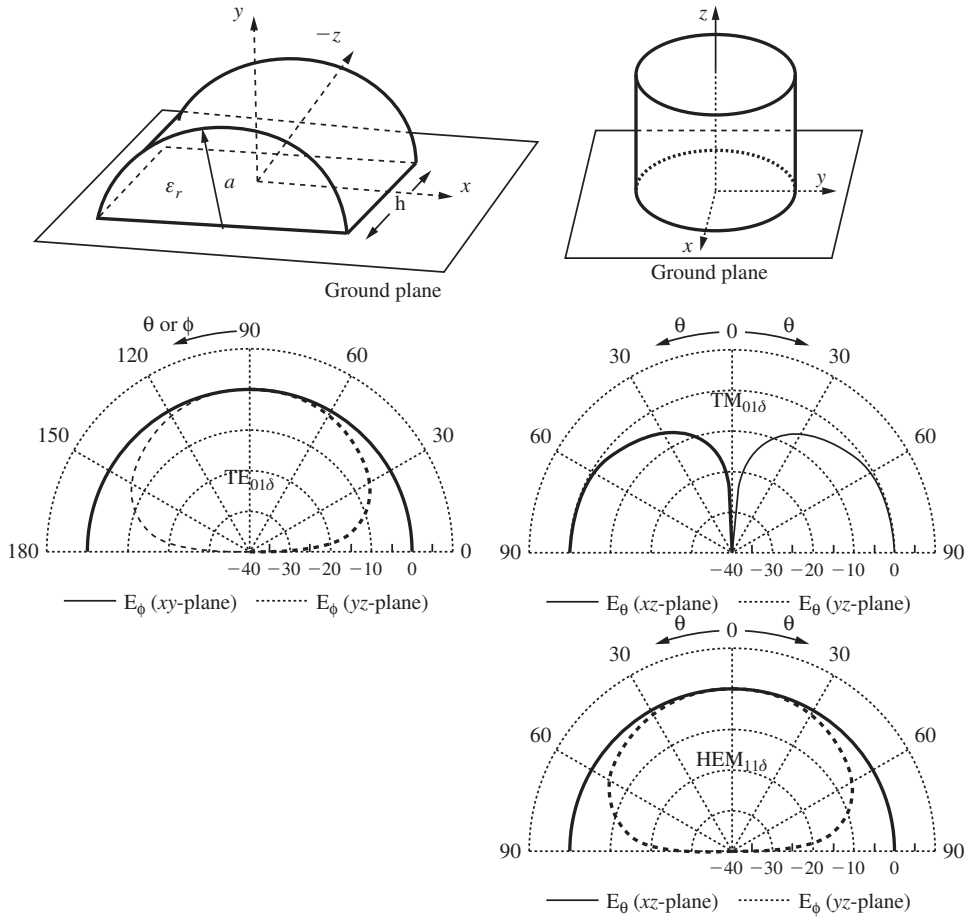 y
−z
ε_r
a
x
h
Ground plane
z
y
x
Ground plane
θ or ϕ
90
120
60
150
30
TE_01δ
180
0
−40 −30 −20 −10 0
E_ϕ (xy-plane) E_ϕ (yz-plane)
θ 0 θ
30 30
TM_01δ
60 60
90 90
−40 −30 −20 −10 0
E_θ (xz-plane) E_θ (yz-plane)
θ 0 θ
30 30
60 60
HEM_11δ
90 90
−40 −30 −20 −10 0
E_θ (xz-plane) E_ϕ (yz-plane)